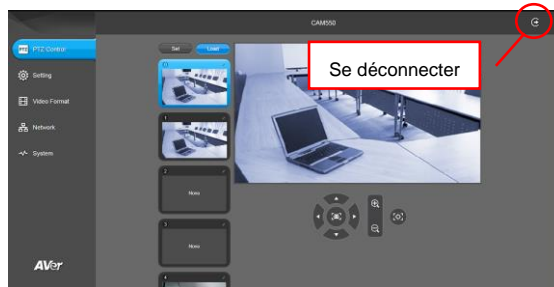 CAM550
PTZ PTZ Control
Set Load
Se déconnecter
Setting
Video Format
Network
System
0
1
2
None
3
None
4
AVer